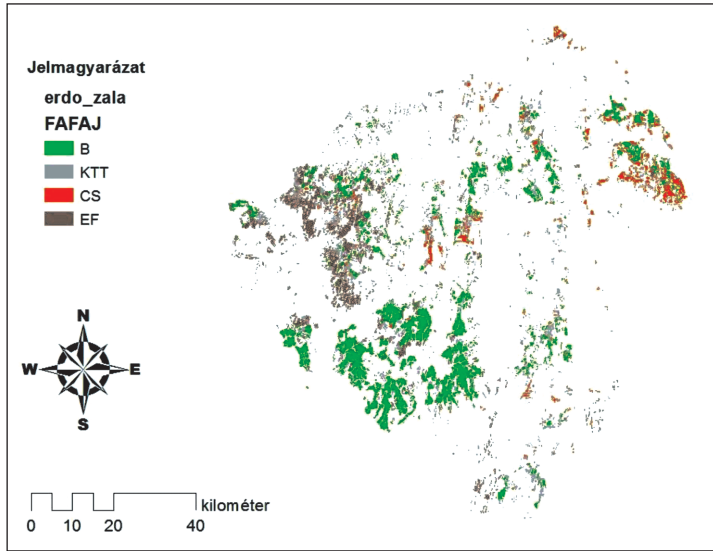 Jelmagyarázat
erdo_zala
FAFAJ
B
KTT
CS
EF
N
W E
S
kilométer
0 10 20 40